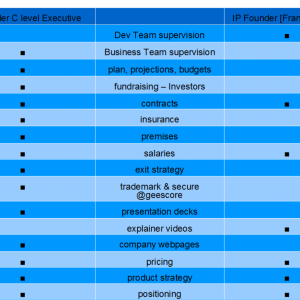 der C level Executive
IP Founder [Fran
Dev Team supervision
Business Team supervision
plan, projections, budgets
fundraising – Investors
contracts
insurance
premises
salaries
exit strategy
trademark & secure
@geescore
presentation decks
explainer videos
company webpages
pricing
product strategy
positioning